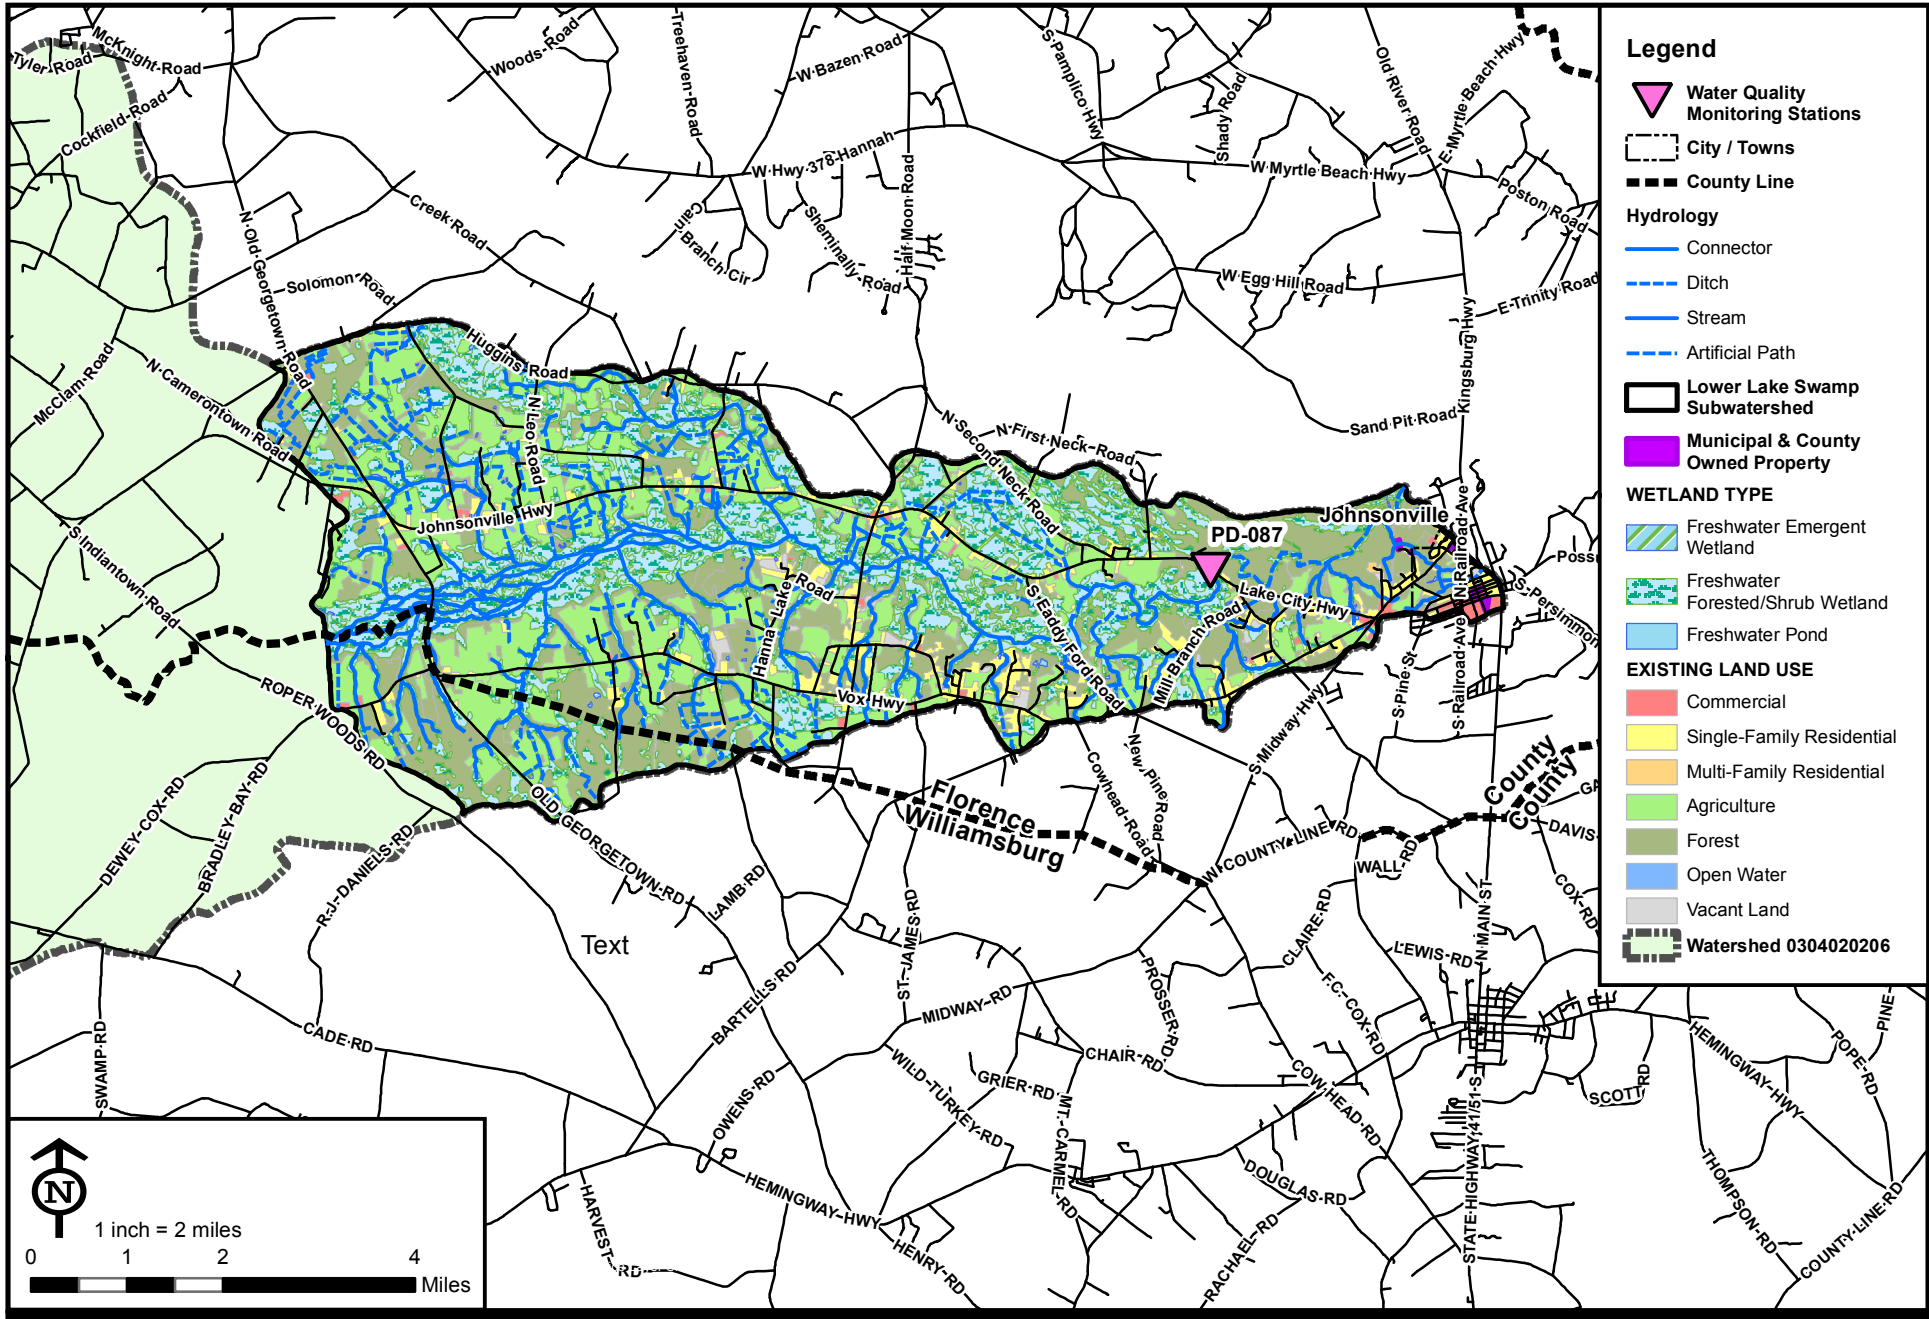 McKnight Road
Tyler Road
Cockfield Road
Woods Road
Treehaven Road
W Bazen Road
S Pamplico Hwy
Shady Road
Old River Road
E Myrtle Beach Hwy
W Hwy 378 Hannah
W Myrtle Beach Hwy
Poston Road
N Old Georgetown Road
Creek Road
Cain Branch Cir
Sheminally Road
Half Moon Road
Solomon Road
W Egg Hill Road
E Trinity Road
Kingsburg Hwy
McClam Road
N Camerontown Road
Huggins Road
N Leo Road
N Second Neck Road
N First Neck Road
Sand Pit Road
Johnsonville Hwy
Johnsonville
PD-087
N Railroad Ave
Poss
S Indiantown Road
Hanna Lake
Road
S Eaddy Ford Road
Lake City Hwy
Mill Branch Road
S Persimmon
ROPER WOODS RD
Vox Hwy
S Pine St
S Railroad Ave
S Midway Hwy
New Pine Road
Cowhead Road
DEWEY COX RD
BRADLEY BAY RD
R.J. DANIELS RD
OLD GEORGETOWN RD
LAMB RD
Florence
Williamsburg
County
County
W COUNTY LINE RD
WALL RD
GA
DAVIS
COX RD
Text
ST. JAMES RD
BARTELLS RD
MIDWAY RD
PROSSER RD
CLAIRE RD
F.C. COX RD
LEWIS RD
N MAIN ST
SWAMP RD
CADE RD
CHAIR RD
WILD TURKEY RD
GRIER RD
MT. CARMEL RD
COW HEAD RD
OWENS RD
HEMINGWAY HWY
HARVEST RD
HENRY RD
DOUGLAS RD
RACHAEL RD
STATE HIGHWAY 41/51 S
SCOTT RD
HEMINGWAY HWY
POPE RD
PINE
THOMPSON RD
COUNTY LINE RD
N
1 inch = 2 miles
0 1 2 4
Miles
Legend
Water Quality
Monitoring Stations
City / Towns
County Line
Hydrology
Connector
Ditch
Stream
Artificial Path
Lower Lake Swamp
Subwatershed
Municipal & County
Owned Property
WETLAND TYPE
Freshwater Emergent
Wetland
Freshwater
Forested/Shrub Wetland
Freshwater Pond
EXISTING LAND USE
Commercial
Single-Family Residential
Multi-Family Residential
Agriculture
Forest
Open Water
Vacant Land
Watershed 0304020206